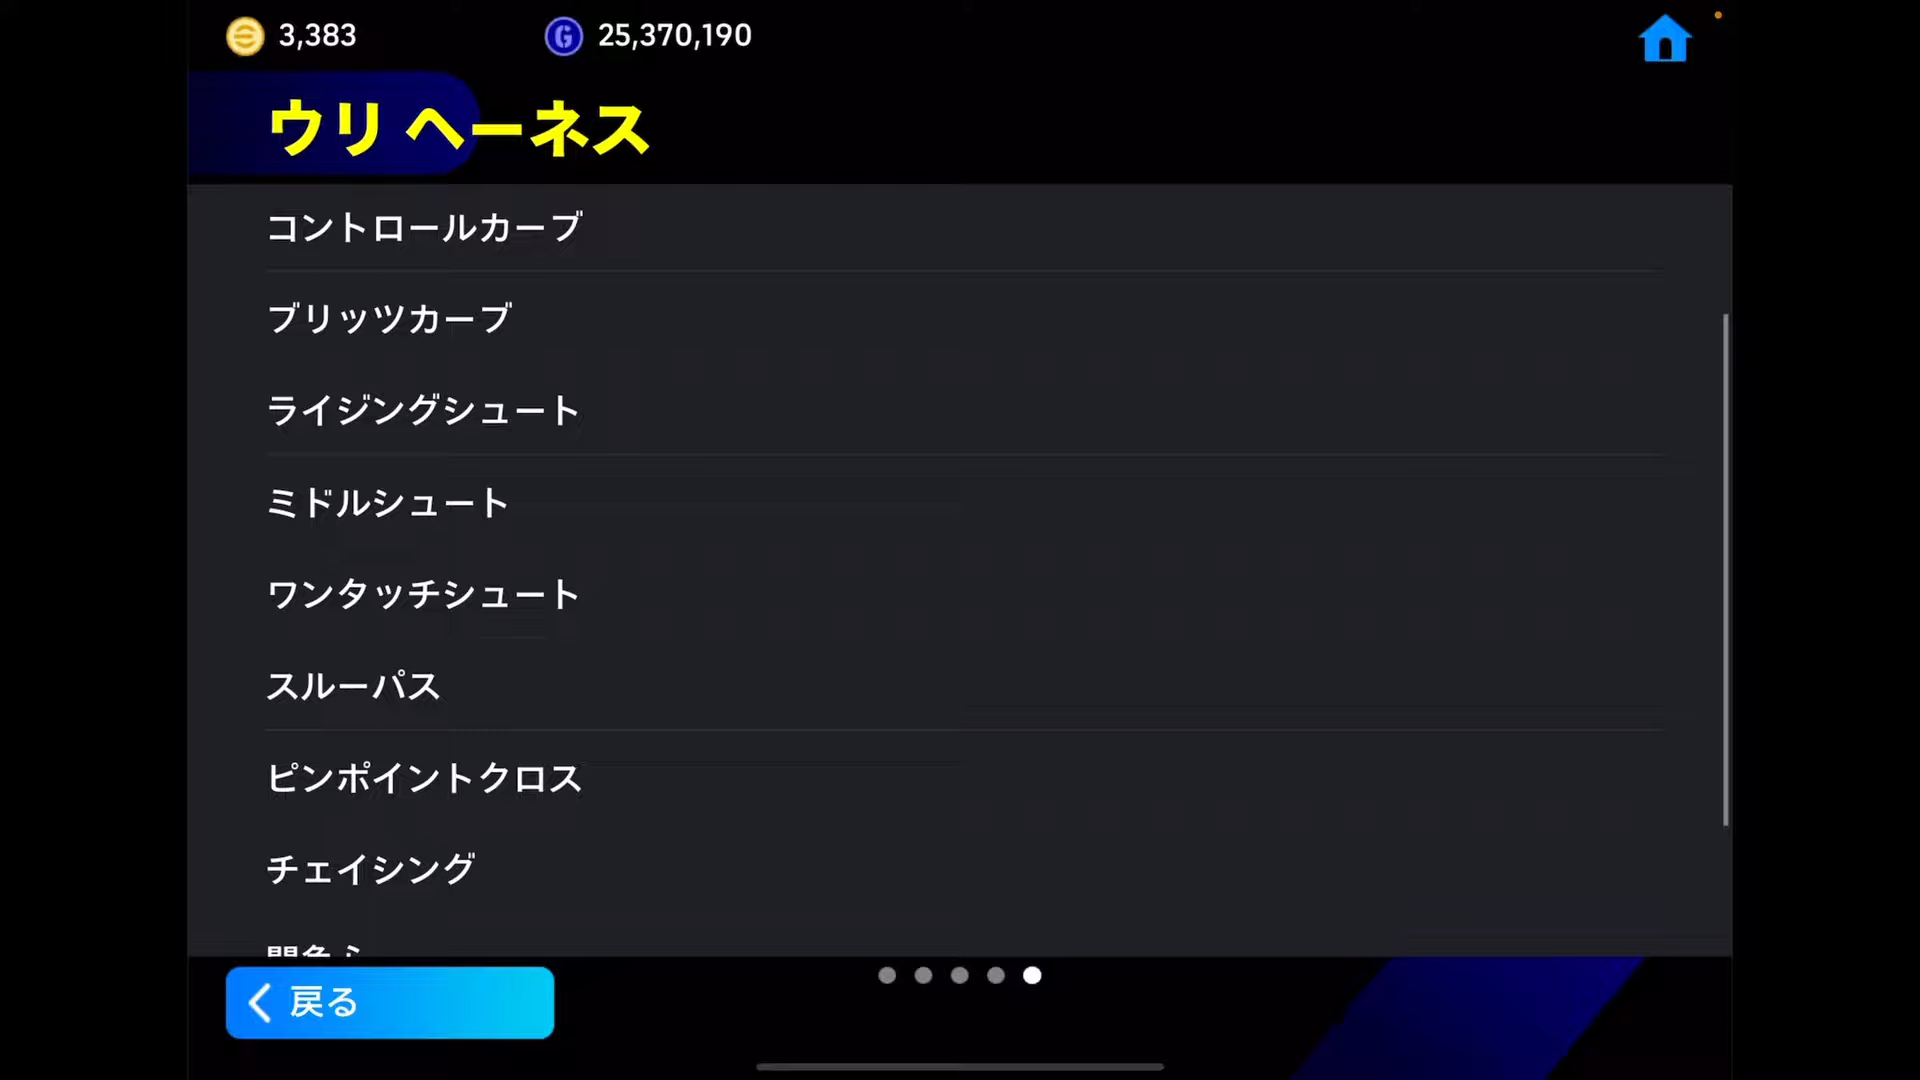 3,383
25,370,190
ウリ ヘーネス
コントロールカーブ
ブリッツカーブ
ライジングシュート
ミドルシュート
ワンタッチシュート
スルーパス
ピンポイントクロス
チェイシング
戻る